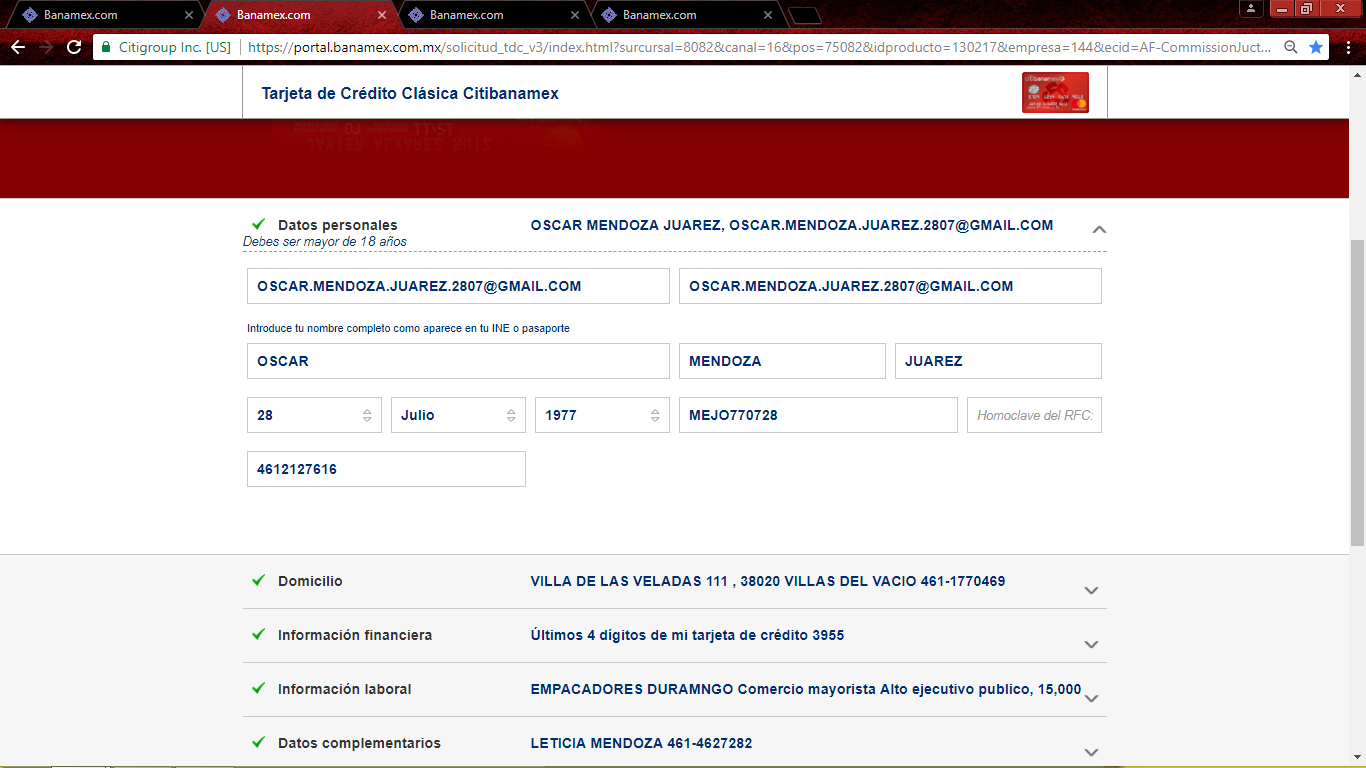 Banamex.com Banamex.com Banamex.com Banamex.com
Citigroup Inc. [US] https://portal.banamex.com.mx/solicitud_tdc_v3/index.html?surcursal=8082&canal=16&pos=75082&idproducto=130217&empresa=144&ecid=AF-CommissionJuct...
Tarjeta de Crédito Clásica Citibanamex
citibanamex
JAVIER ALVAREZ RUIZ
Datos personales OSCAR MENDOZA JUAREZ, OSCAR.MENDOZA.JUAREZ.2807@GMAIL.COM
Debes ser mayor de 18 años
OSCAR.MENDOZA.JUAREZ.2807@GMAIL.COM OSCAR.MENDOZA.JUAREZ.2807@GMAIL.COM
Introduce tu nombre completo como aparece en tu INE o pasaporte
OSCAR MENDOZA JUAREZ
28 Julio 1977 MEJO770728 Homoclave del RFC:
4612127616
Domicilio VILLA DE LAS VELADAS 111 , 38020 VILLAS DEL VACIO 461-1770469
Información financiera Últimos 4 dígitos de mi tarjeta de crédito 3955
Información laboral EMPACADORES DURAMNGO Comercio mayorista Alto ejecutivo publico, 15,000
Datos complementarios LETICIA MENDOZA 461-4627282